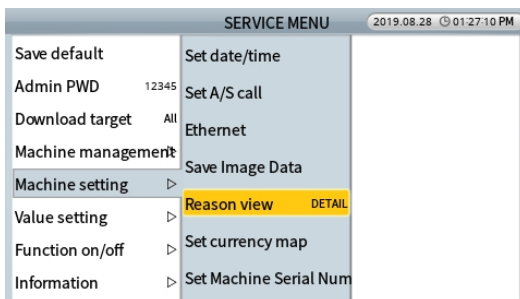 SERVICE MENU
2019.08.28 01:27:10 PM
Save default
Admin PWD 12345
Download target All
Machine management
Machine setting
Value setting
Function on/off
Information
Set date/time
Set A/S call
Ethernet
Save Image Data
Reason view DETAIL
Set currency map
Set Machine Serial Num